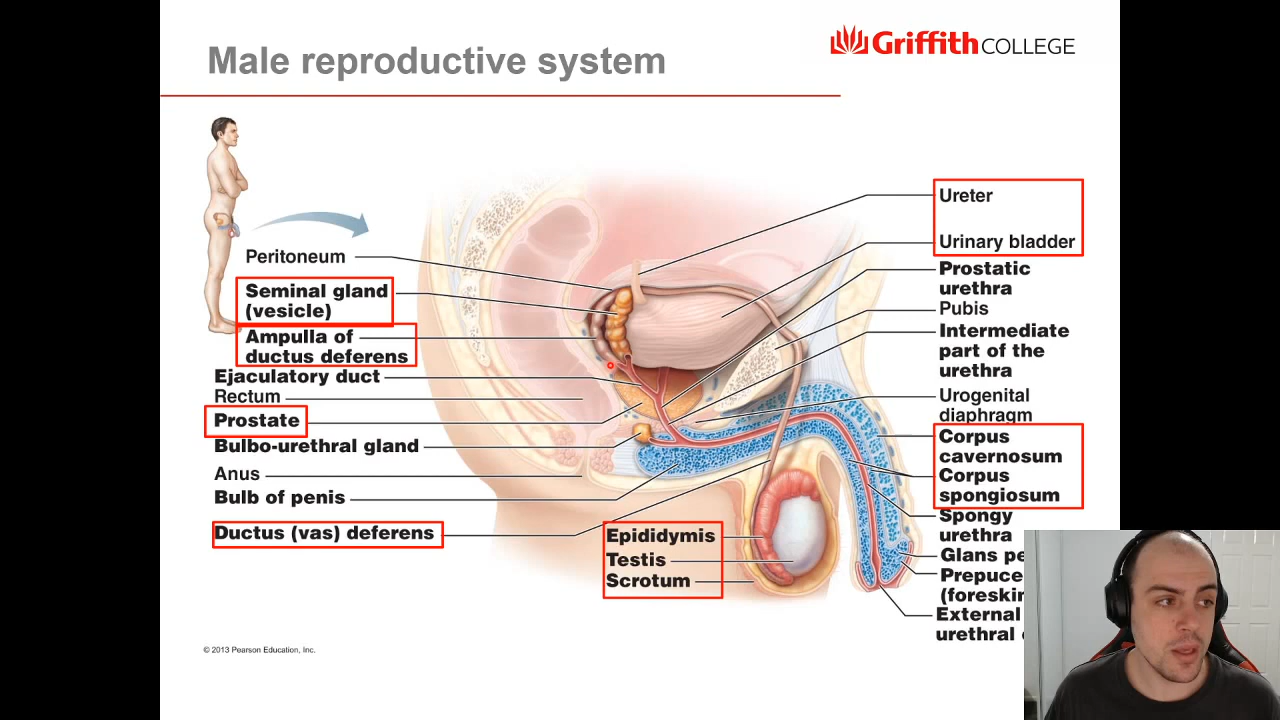 Male reproductive system
Griffith COLLEGE
Peritoneum
Seminal gland
(vesicle)
Ampulla of
ductus deferens
Ejaculatory duct
Rectum
Prostate
Bulbo-urethral gland
Anus
Bulb of penis
Ductus (vas) deferens
Epididymis
Testis
Scrotum
Ureter
Urinary bladder
Prostatic
urethra
Pubis
Intermediate
part of the
urethra
Urogenital
diaphragm
Corpus
cavernosum
Corpus
spongiosum
Spongy
urethra
Glans
Prepuce
External
urethral
© 2013 Pearson Education, Inc.